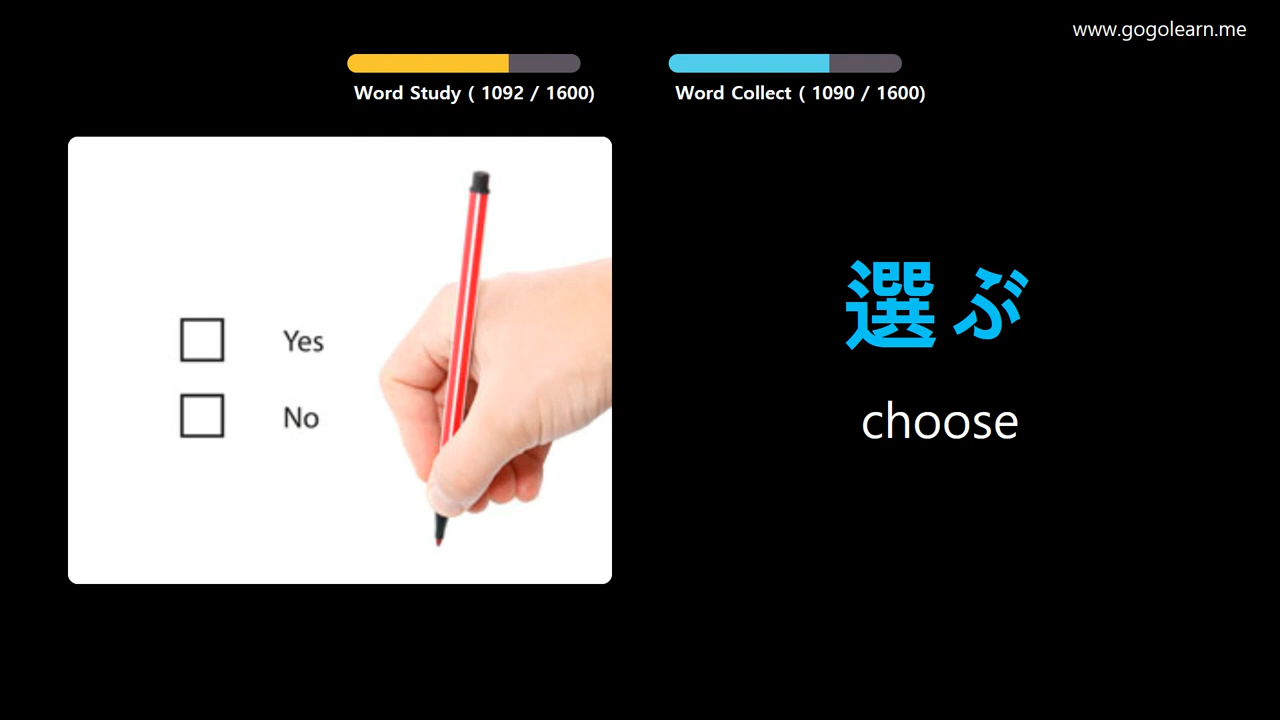 www.gogolearn.me
Word Study ( 1092 / 1600)
Word Collect ( 1090 / 1600)
Yes
No
選ぶ
choose